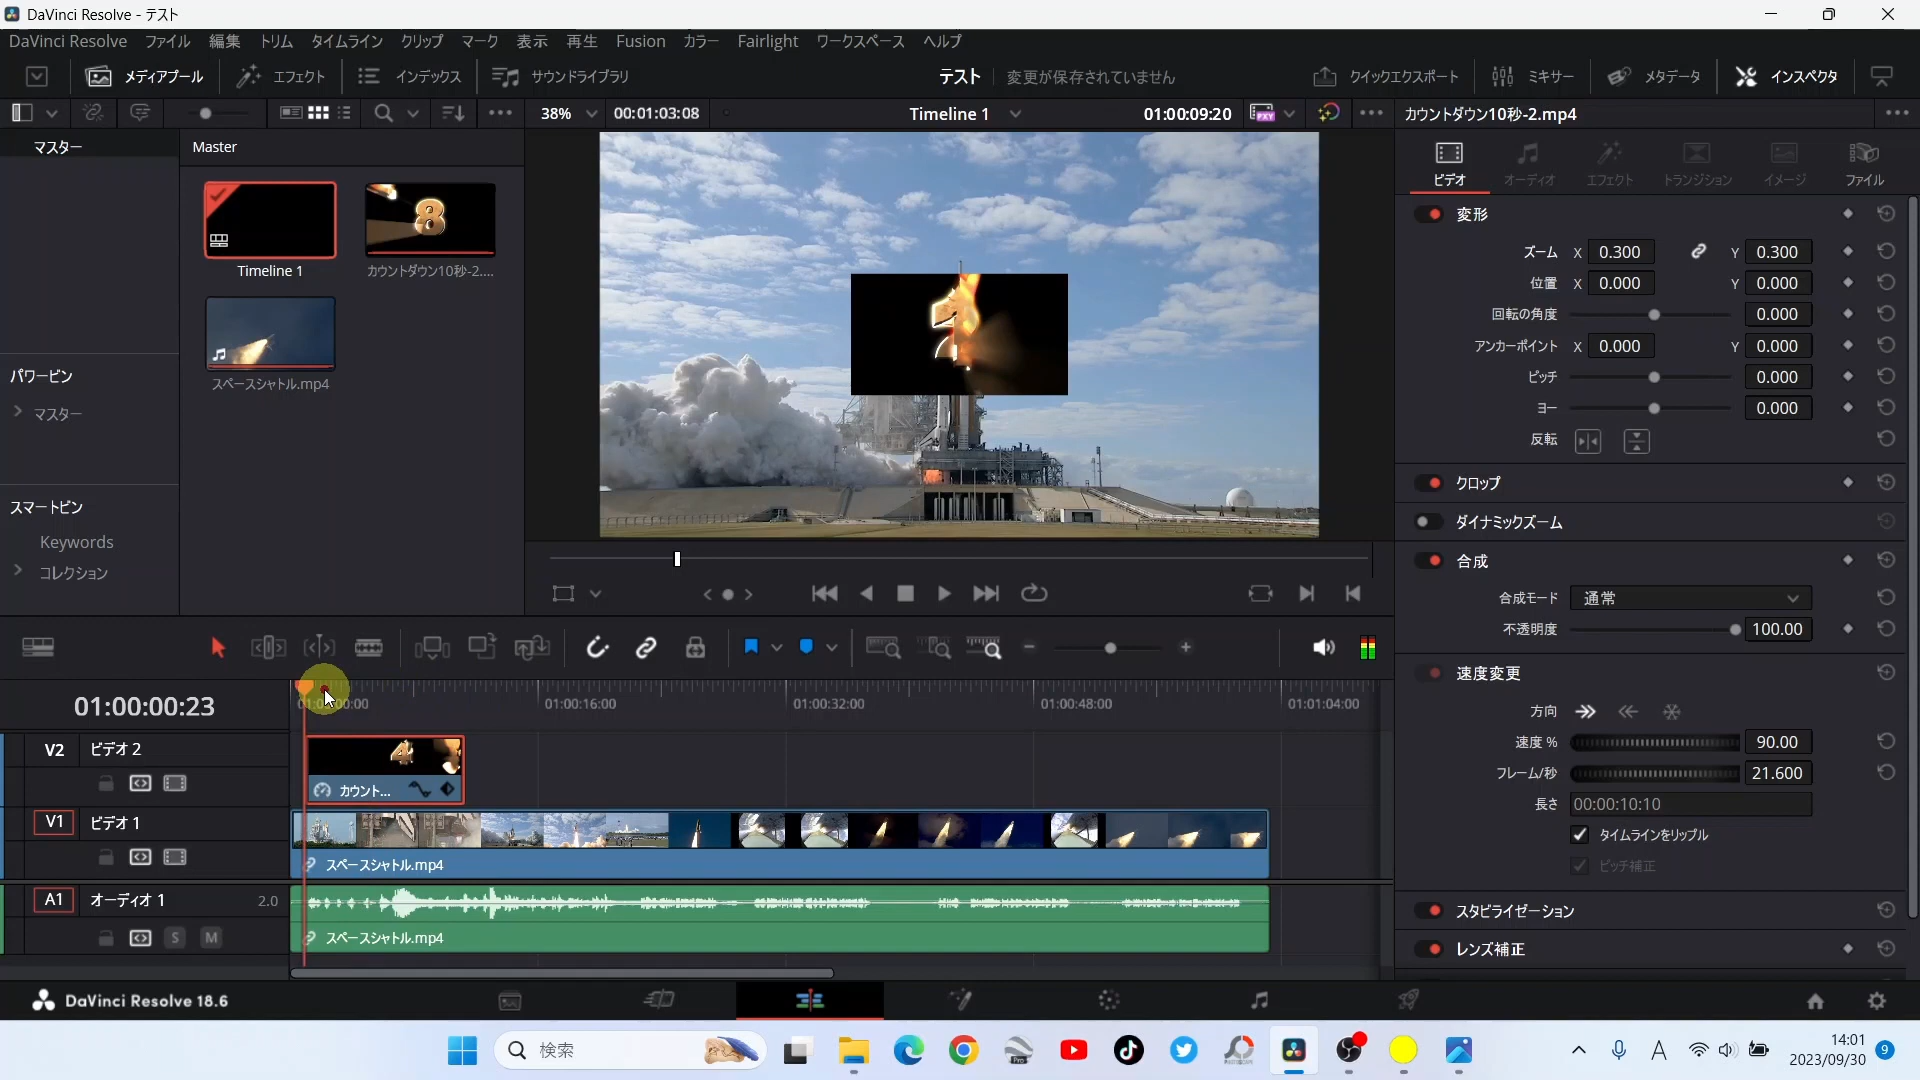 DaVinci Resolve - テスト
DaVinci Resolve ファイル 編集 トリム タイムライン クリップ マーク 表示 再生 Fusion カラー Fairlight ワークスペース ヘルプ
メディアプール エフェクト インデックス サウンドライブラリ テスト 変更が保存されていません クイックエクスポート ミキサー メタデータ インスペクタ
38% 00:01:03:08 Timeline 1 01:00:09:20 カウントダウン10秒-2.mp4
マスター
Master
Timeline 1
カウントダウン10秒-2....
スペースシャトル.mp4
パワービン
マスター
スマートビン
Keywords
コレクション
ビデオ オーディオ エフェクト トランジション イメージ ファイル
変形
ズーム X 0.300 Y 0.300
位置 X 0.000 Y 0.000
回転の角度 0.000
アンカーポイント X 0.000 Y 0.000
ピッチ 0.000
ヨー 0.000
反転
クロップ
ダイナミックズーム
合成
合成モード 通常
不透明度 100.00
速度変更
方向
速度 % 90.00
フレーム/秒 21.600
長さ 00:00:10:10
タイムラインをリップル
ピッチ補正
スタビライゼーション
レンズ補正
01:00:00:23
01:00:16:00 01:00:32:00 01:00:48:00 01:01:04:00
V2 ビデオ 2
カウント...
V1 ビデオ 1
スペースシャトル.mp4
A1 オーディオ 1 2.0
S M
スペースシャトル.mp4
DaVinci Resolve 18.6
検索
A
14:01
2023/09/30
9